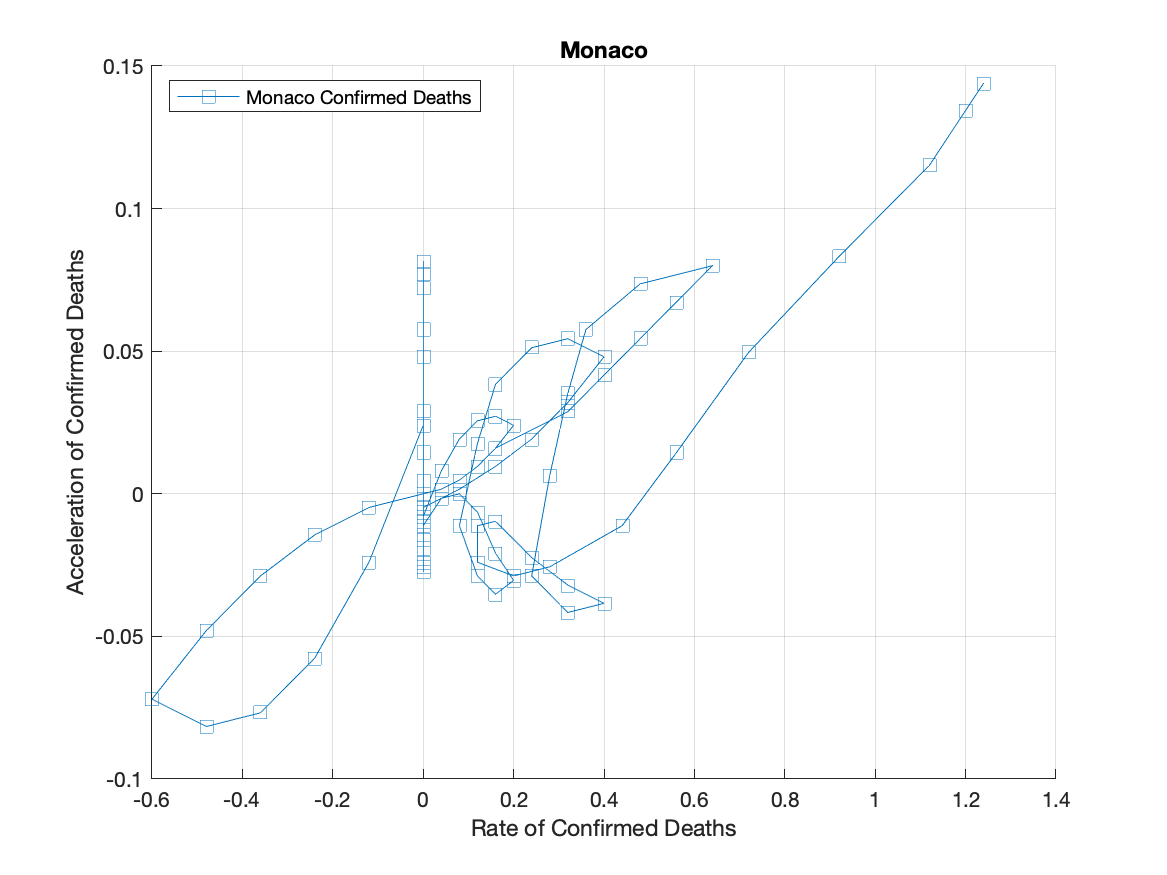 Monaco
Monaco Confirmed Deaths
0.15
0.1
0.05
0
-0.05
-0.1
Acceleration of Confirmed Deaths
-0.6 -0.4 -0.2 0 0.2 0.4 0.6 0.8 1 1.2 1.4
Rate of Confirmed Deaths